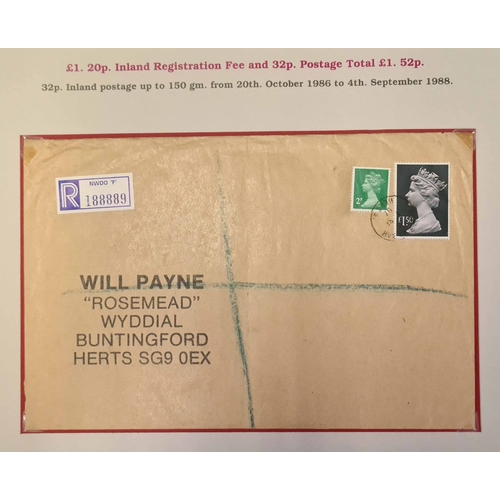 £1. 20p. Inland Registration Fee and 32p. Postage Total £1. 52p.
32p. Inland postage up to 150 gm. from 20th. October 1986 to 4th. September 1988.
NWDO 'F'
R
188889
2P
£1.50
WILL PAYNE
"ROSEMEAD"
WYDDIAL
BUNTINGFORD
HERTS SG9 0EX